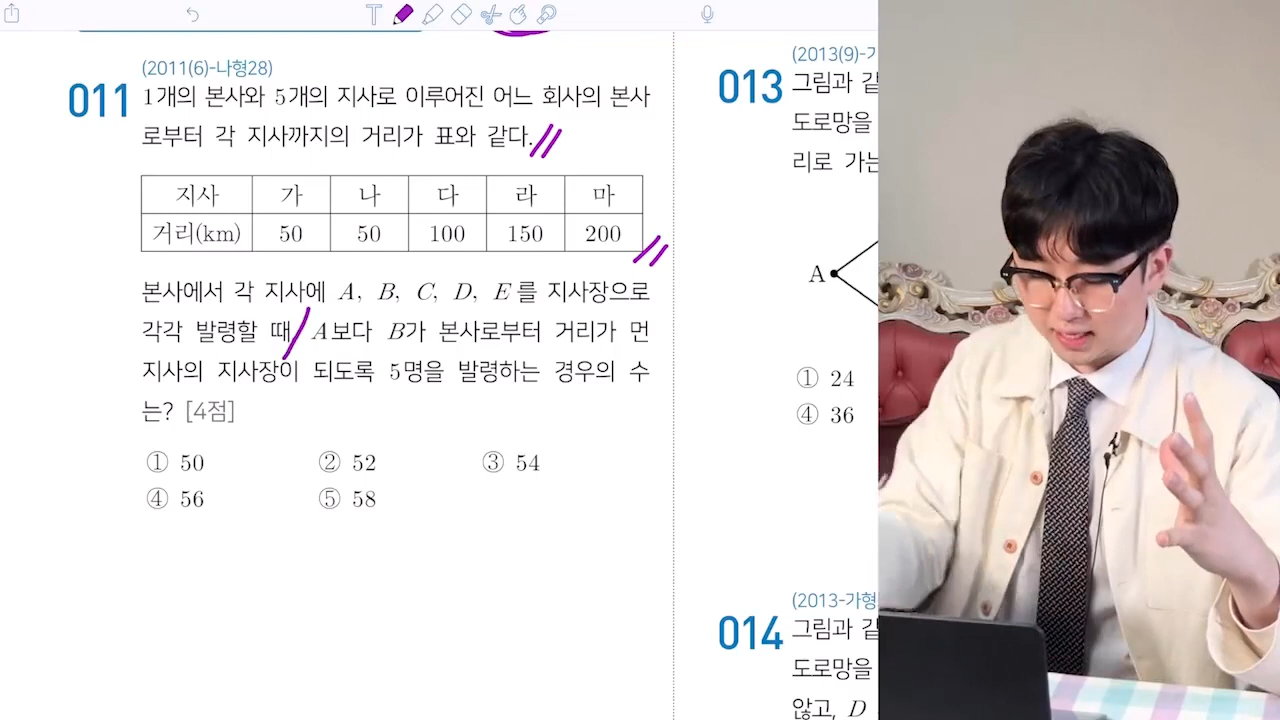 (2011(6)-나형28)
011 1개의 본사와 5개의 지사로 이루어진 어느 회사의 본사
로부터 각 지사까지의 거리가 표와 같다.
지사 가 나 다 라 마
거리(km) 50 50 100 150 200
본사에서 각 지사에 A, B, C, D, E를 지사장으로
각각 발령할 때, A보다 B가 본사로부터 거리가 먼
지사의 지사장이 되도록 5명을 발령하는 경우의 수
는? [4점]
① 50 ② 52 ③ 54
④ 56 ⑤ 58
(2013(9)-가
013 그림과 같
도로망을
리로 가는
A
① 24
④ 36
(2013-가형
014 그림과 같
도로망을
않고, D